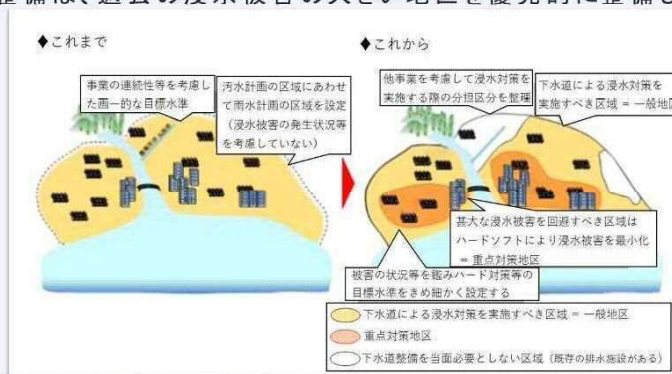 整備は、過去の浸水被害の大きい地区を優先的に整備し
◆これまで
◆これから
事業の連続性等を考慮し
た画一的な目標水準
汚水計画の区域にあわせ
て雨水計画の区域を設定
(浸水被害の発生状況等
を考慮していない)
他事業を考慮して浸水対策を
実施する際の分担区分を整理
下水道による浸水対策を
実施すべき区域 = 一般地区
甚大な浸水被害を回避すべき区域は
ハードソフトにより浸水被害を最小化
= 重点対策地区
被害の状況等を鑑みハード対策等の
目標水準をきめ細かく設定する
下水道による浸水対策を実施すべき区域 = 一般地区
重点対策地区
下水道整備を当面必要としない区域(既存の排水施設がある)